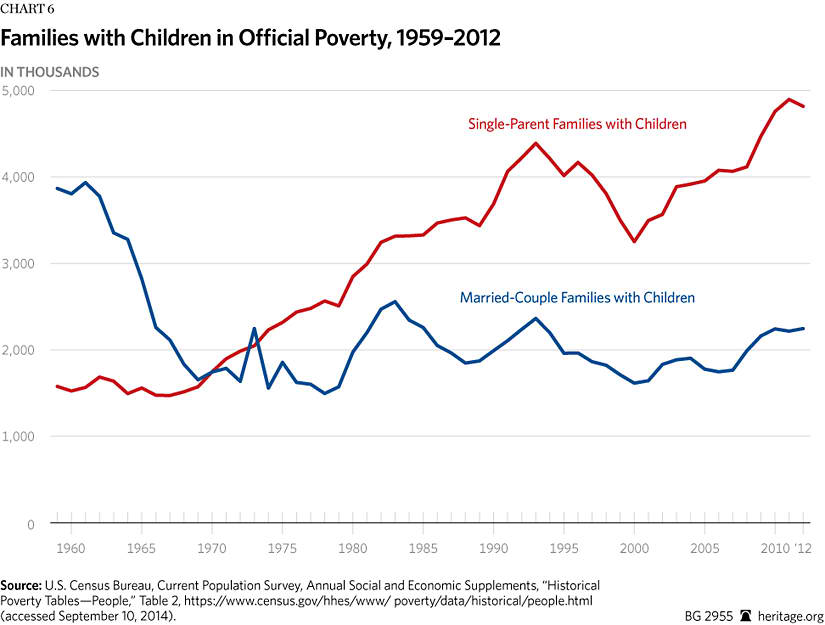 CHART 6
Families with Children in Official Poverty, 1959–2012
IN THOUSANDS
5,000
Single-Parent Families with Children
4,000
3,000
Married-Couple Families with Children
2,000
1,000
0
1960 1965 1970 1975 1980 1985 1990 1995 2000 2005 2010 '12
Source: U.S. Census Bureau, Current Population Survey, Annual Social and Economic Supplements, “Historical
Poverty Tables—People,” Table 2, https://www.census.gov/hhes/www/ poverty/data/historical/people.html
(accessed September 10, 2014).
BG 2955 heritage.org